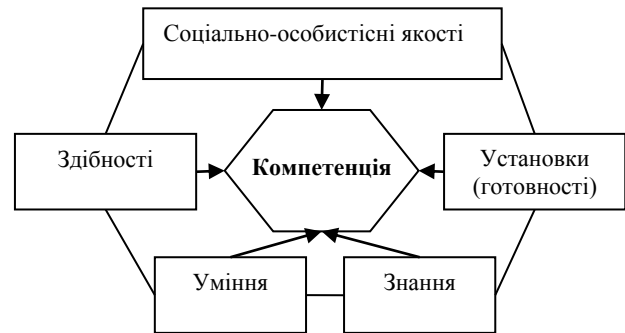 Соціально-особистісні якості
Здібності
Компетенція
Установки
(готовності)
Уміння
Знання